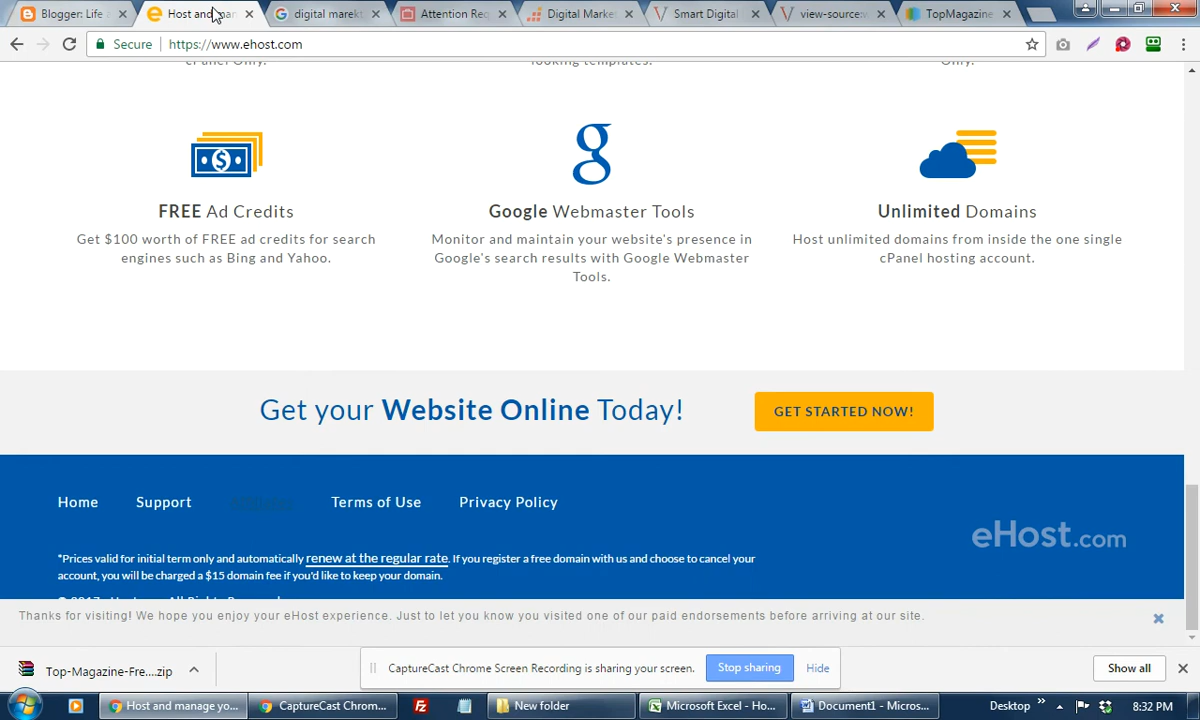 Blogger: Life a
Host and man
digital marekt
Attention Req
Digital Marke
Smart Digital
view-source:v
TopMagazine
Secure
https://www.ehost.com
cPanel Only.
looking templates.
Only.
FREE Ad Credits
Get $100 worth of FREE ad credits for search
engines such as Bing and Yahoo.
Google Webmaster Tools
Monitor and maintain your website's presence in
Google's search results with Google Webmaster
Tools.
Unlimited Domains
Host unlimited domains from inside the one single
cPanel hosting account.
Get your Website Online Today!
GET STARTED NOW!
Home
Support
Affiliates
Terms of Use
Privacy Policy
eHost.com
*Prices valid for initial term only and automatically renew at the regular rate. If you register a free domain with us and choose to cancel your
account, you will be charged a $15 domain fee if you'd like to keep your domain.
Thanks for visiting! We hope you enjoy your eHost experience. Just to let you know you visited one of our paid endorsements before arriving at our site.
Top-Magazine-Fre....zip
CaptureCast Chrome Screen Recording is sharing your screen.
Stop sharing
Hide
Show all
Host and manage yo...
CaptureCast Chrom...
New folder
Microsoft Excel - Ho...
Document1 - Micros...
Desktop
8:32 PM